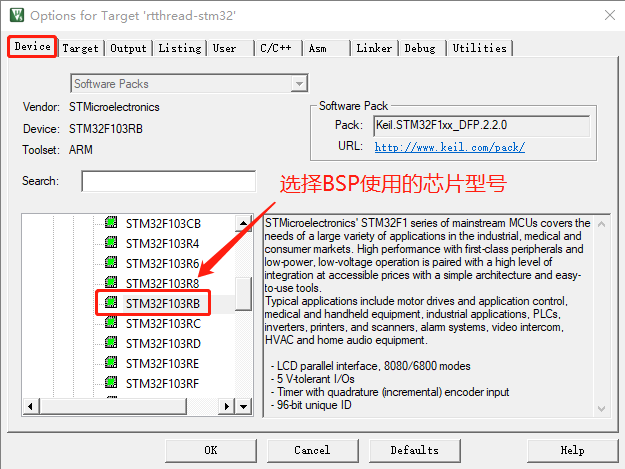 Options for Target 'rtthread-stm32'
Device Target Output Listing User C/C++ Asm Linker Debug Utilities
Software Packs
Vendor: STMicroelectronics
Device: STM32F103RB
Toolset: ARM
Search:
Software Pack
Pack: Keil.STM32F1xx_DFP.2.2.0
URL: http://www.keil.com/pack/
选择BSP使用的芯片型号
STM32F103CB
STM32F103R4
STM32F103R6
STM32F103R8
STM32F103RB
STM32F103RC
STM32F103RD
STM32F103RE
STM32F103RF
STMicroelectronics' STM32F1 series of mainstream MCUs covers the
needs of a large variety of applications in the industrial, medical and
consumer markets. High pefomance with first-class peripherals and
low-power, low-voltage operation is paired with a high level of
integration at accessible prices with a simple architecture and easy-
to-use tools.
Typical applications include motor drives and application control,
medical and handheld equipment, industrial applications, PLCs,
inverters, printers, and scanners, alarm systems, video intercom,
HVAC and home audio equipment.
- LCD parallel interface, 8080/6800 modes
- 5 V-tolerant I/Os
- Timer with quadrature (incremental) encoder input
- 96-bit unique ID
OK Cancel Defaults Help